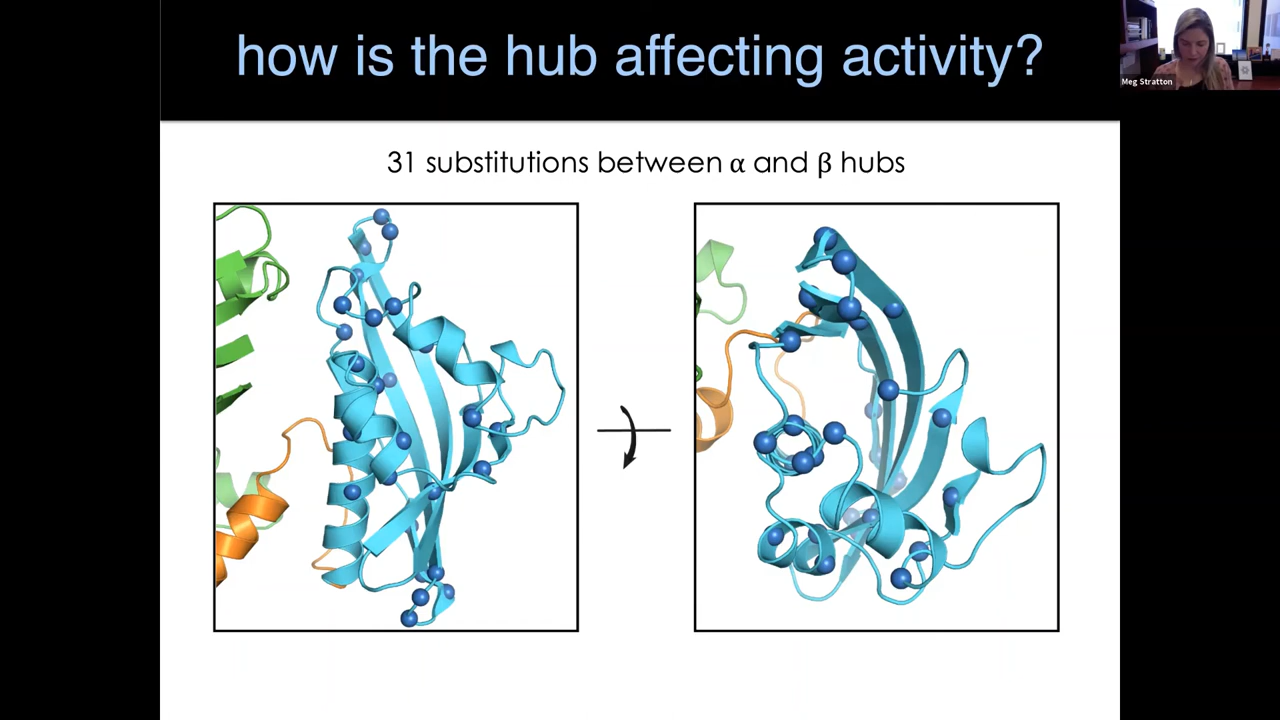 how is the hub affecting activity?
Meg Stratton
31 substitutions between α and β hubs